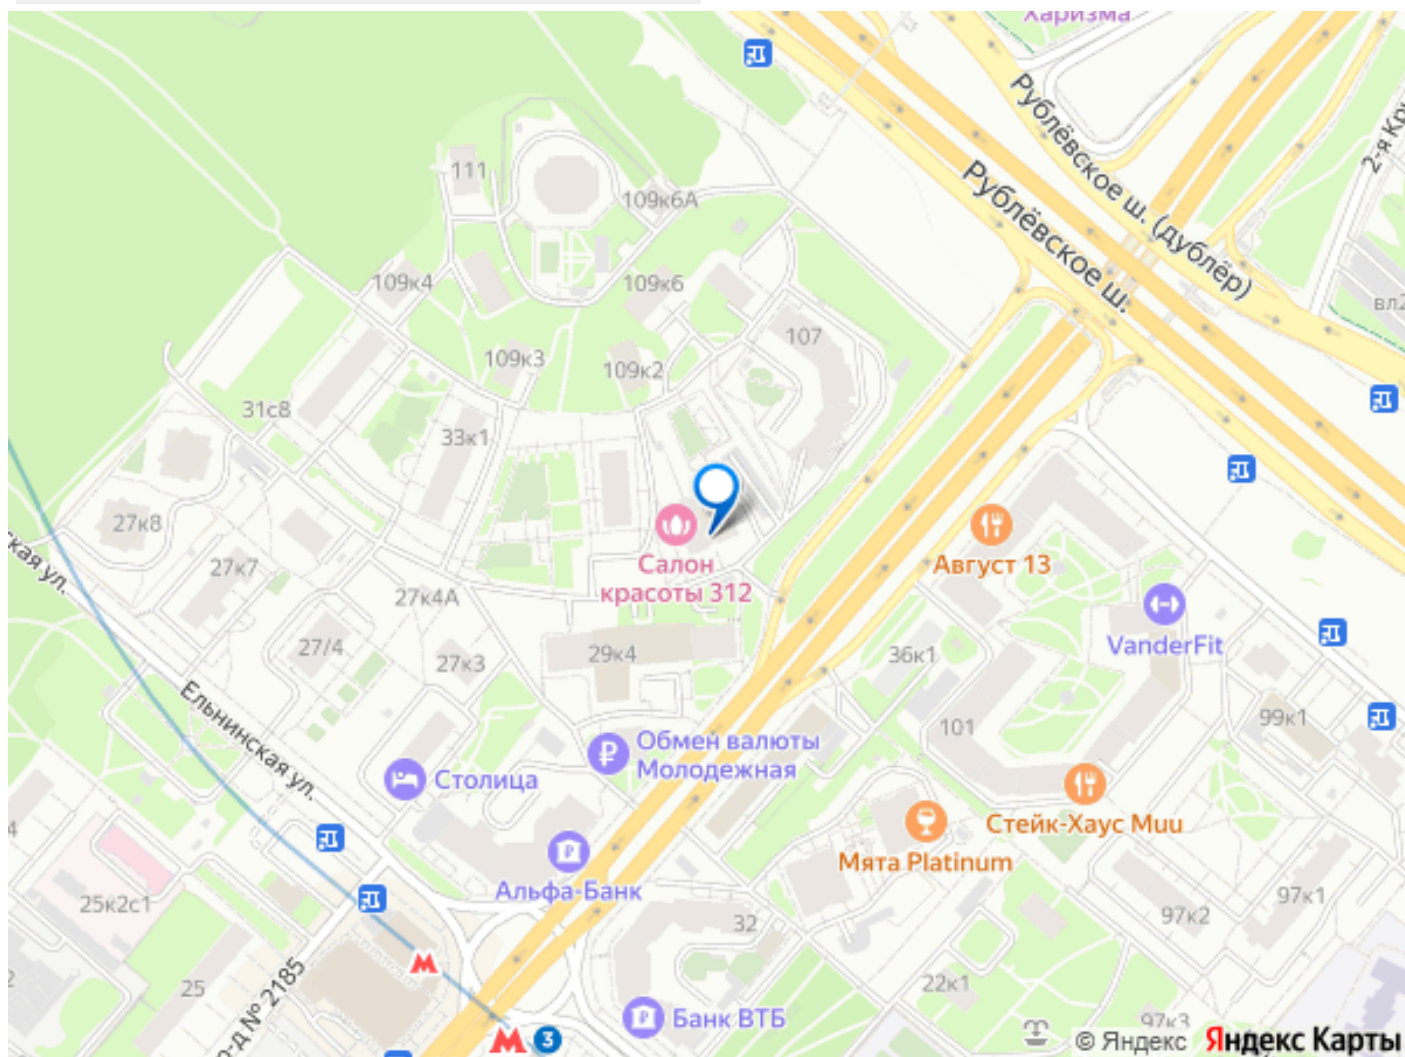 Харизма
Рублёвское ш. (дублёр)
Рублёвское ш.
111
109к6А
109к4
109к6
107
109к3
109к2
31с8
33к1
27к8
27к7
27к4А
27/4
27к3
29к4
Салон
красоты 312
Август 13
VanderFit
36к1
101
99к1
Ельнинская ул.
ская ул.
Столица
Обмен валюты
Молодежная
Стейк-Хаус Muu
Мята Platinum
Альфа-Банк
25к2с1
32
97к2
97к1
25
22к1
Банк ВТБ
97к3
3
р-д № 2185
2-я Кр
вл2
4
2
© Яндекс Яндекс Карты